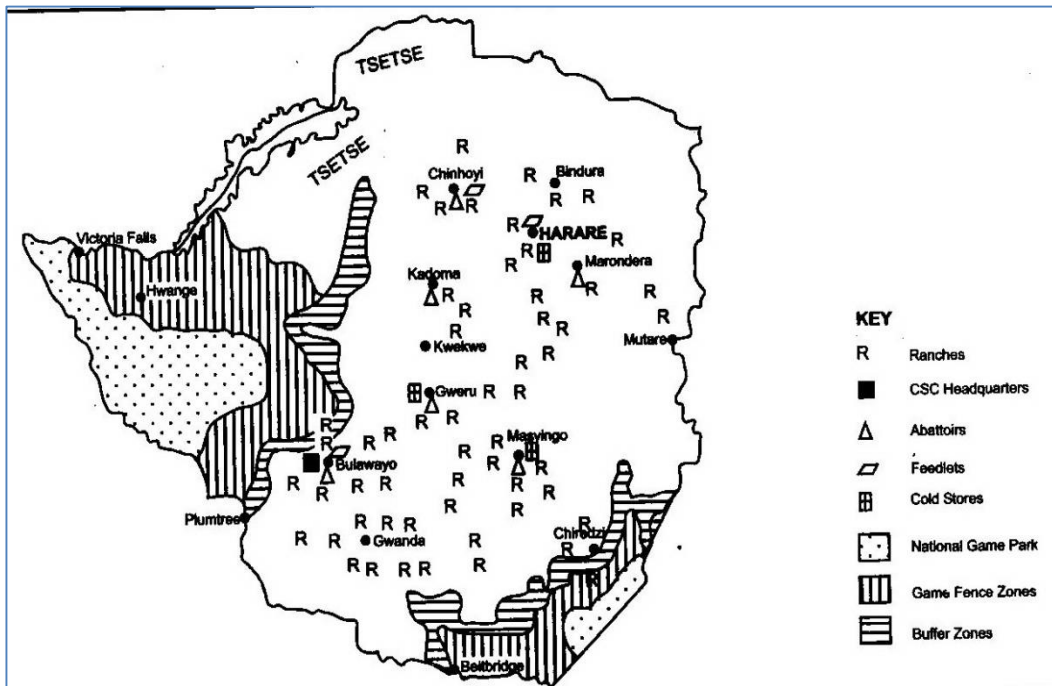 TSETSE
TSETSE
R
Chinhoyi
R
R
R
R
Bindura
R
R
R
HARARE
R
R
R
Marondera
R
Victoria Falls
Hwange
Kadoma
R
R
R
R
R
R
R
R
R
Mutare
Kwekwe
R
R
Gweru
R
R
R
R
R
R
R
R
Masvingo
R
R
R
R
R
Bulawayo
R
R
R
R
R
R
R
R
R
Plumtree
R
R
R
R
R
R
Gwanda
R
R
R
R
R
R
R
Chiredzi
R
R
R
Beitbridge
KEY
R Ranches
CSC Headquarters
Abattoirs
Feedlets
Cold Stores
National Game Park
Game Fence Zones
Buffer Zones